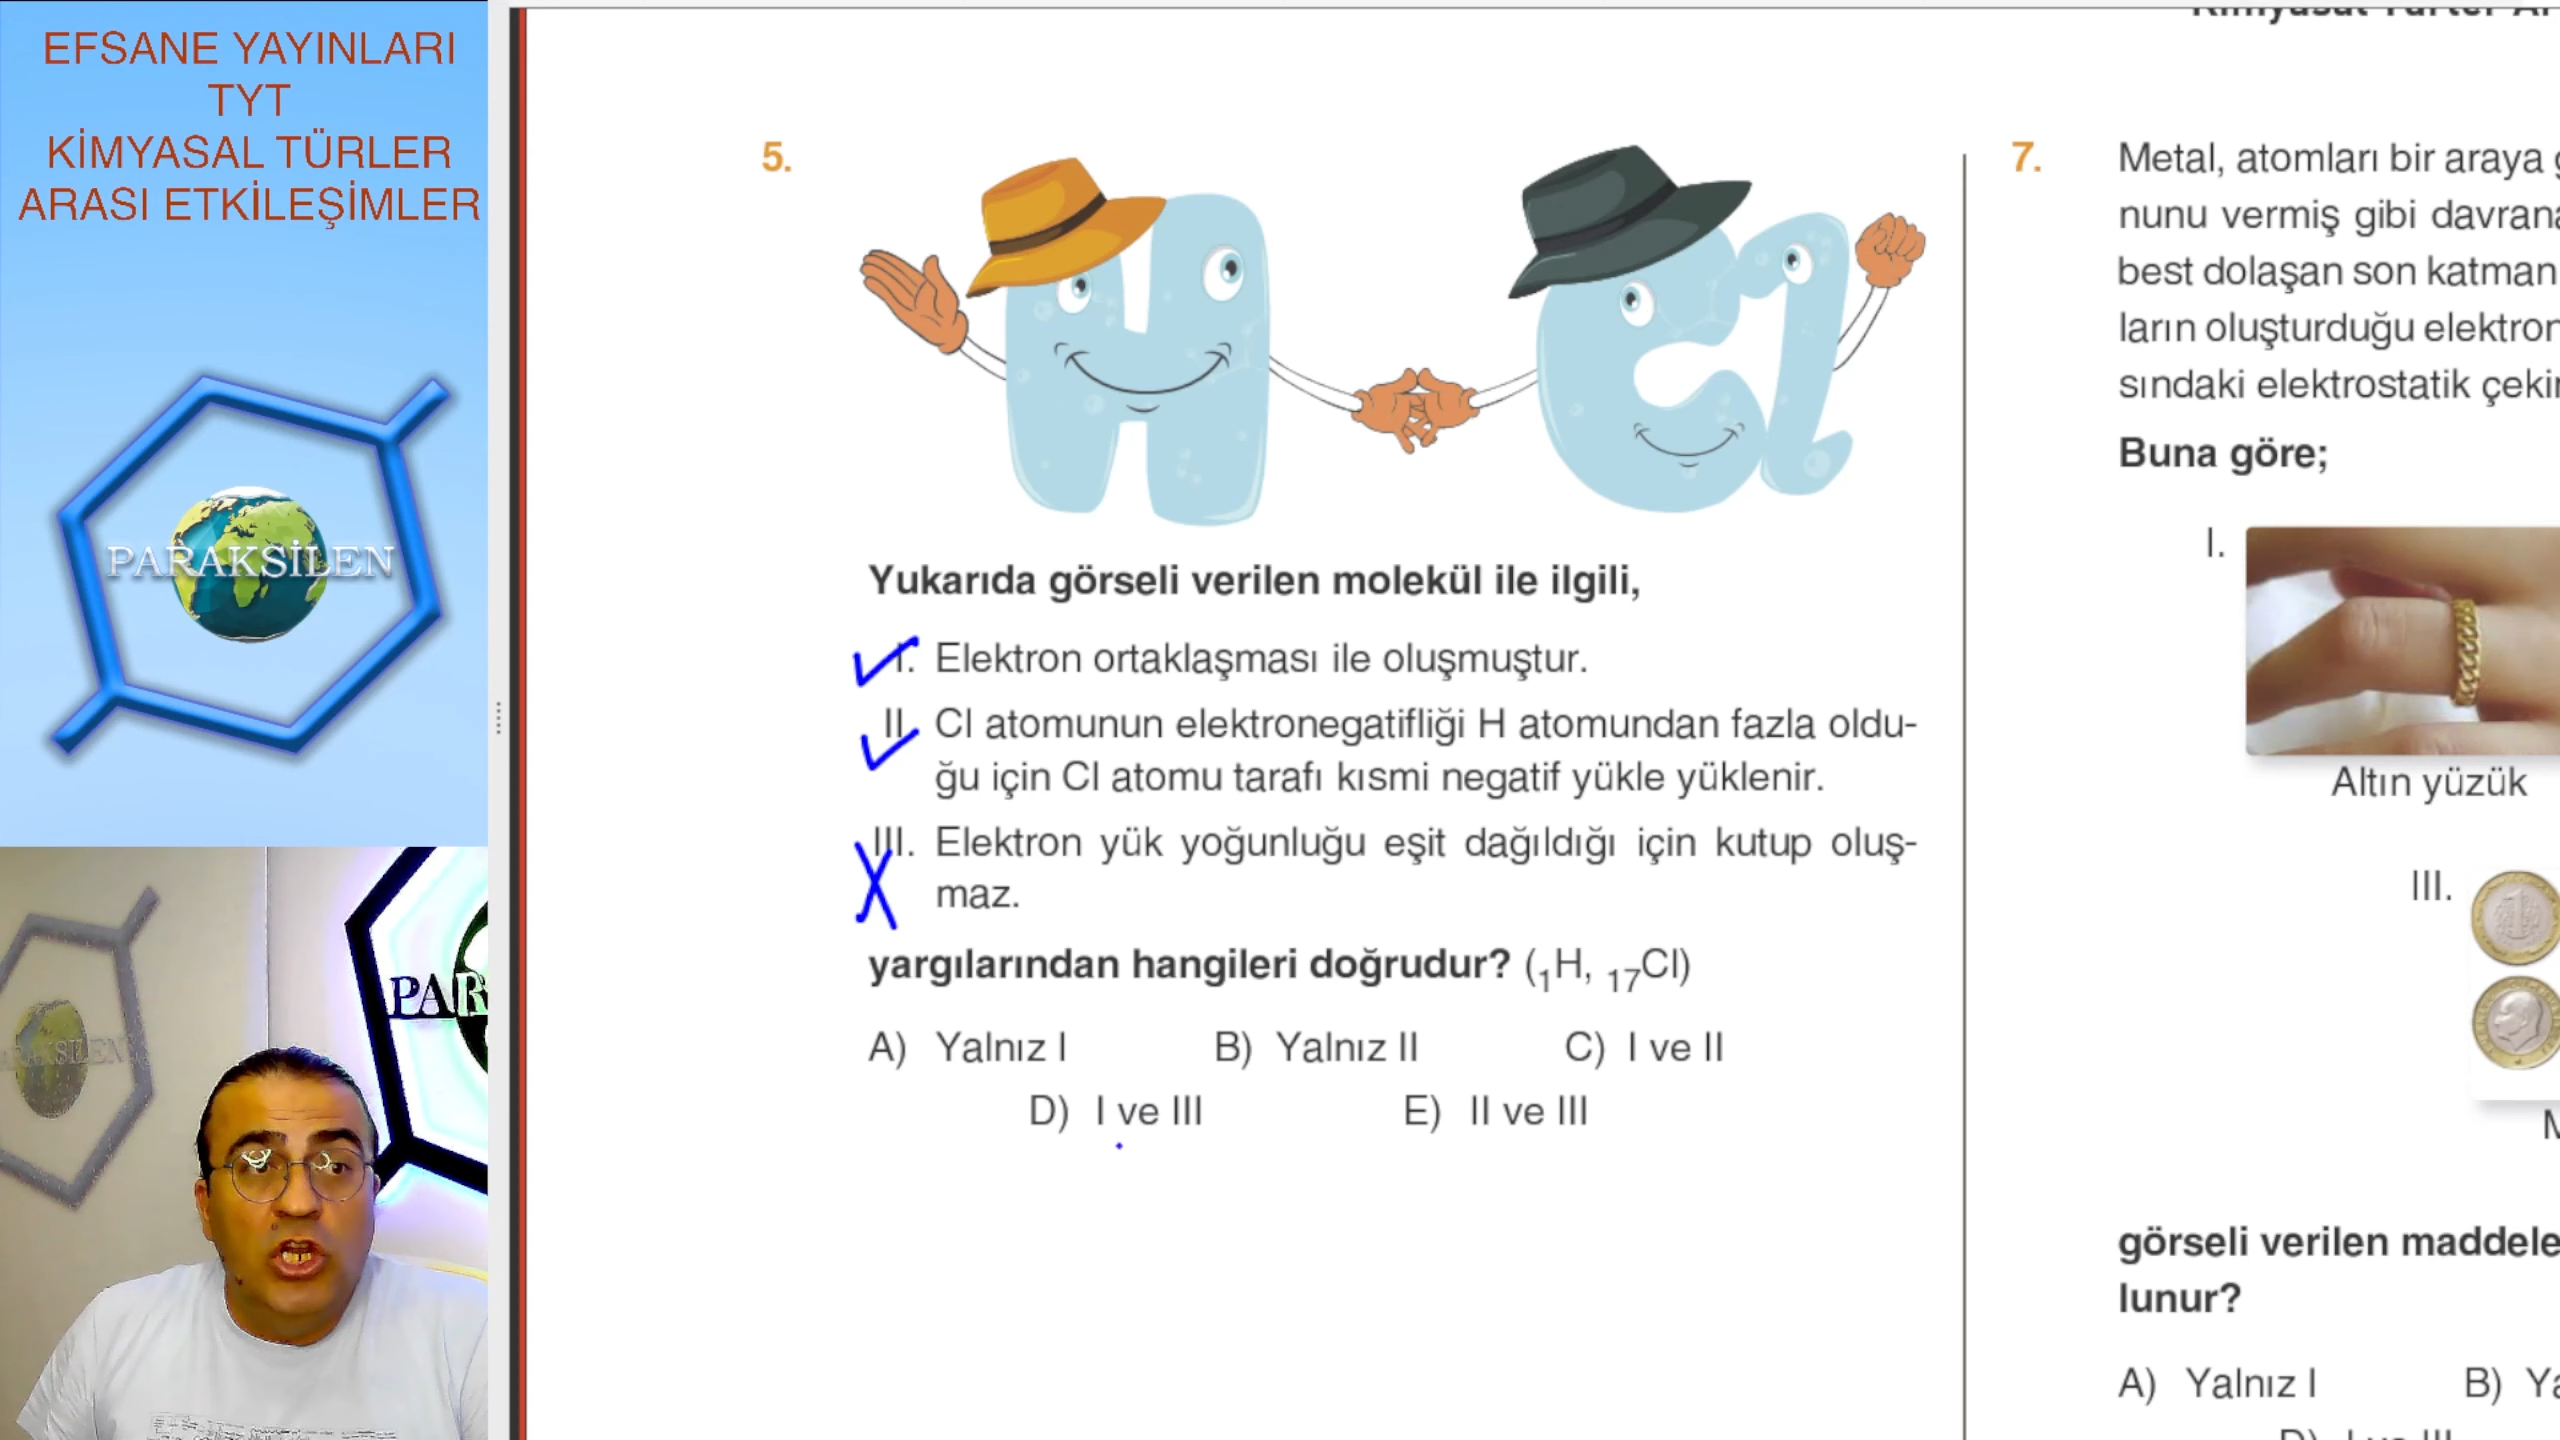 EFSANE YAYINLARI
TYT
KİMYASAL TÜRLER
ARASI ETKİLEŞİMLER
PARAKSİLEN
5.
H
Cl
Yukarıda görseli verilen molekül ile ilgili,
I. Elektron ortaklaşması ile oluşmuştur.
II. Cl atomunun elektronegatifliği H atomundan fazla oldu-
ğu için Cl atomu tarafı kısmi negatif yükle yüklenir.
III. Elektron yük yoğunluğu eşit dağıldığı için kutup oluş-
maz.
yargılarından hangileri doğrudur? (₁H, ₁₇Cl)
A) Yalnız I B) Yalnız II C) I ve II
D) I ve III E) II ve III
7. Metal, atomları bir araya
nunu vermiş gibi davran
best dolaşan son katman
ların oluşturduğu elektron
sındaki elektrostatik çeki
Buna göre;
I.
Altın yüzük
III.
görseli verilen maddele
lunur?
A) Yalnız I B) Ya
PAR